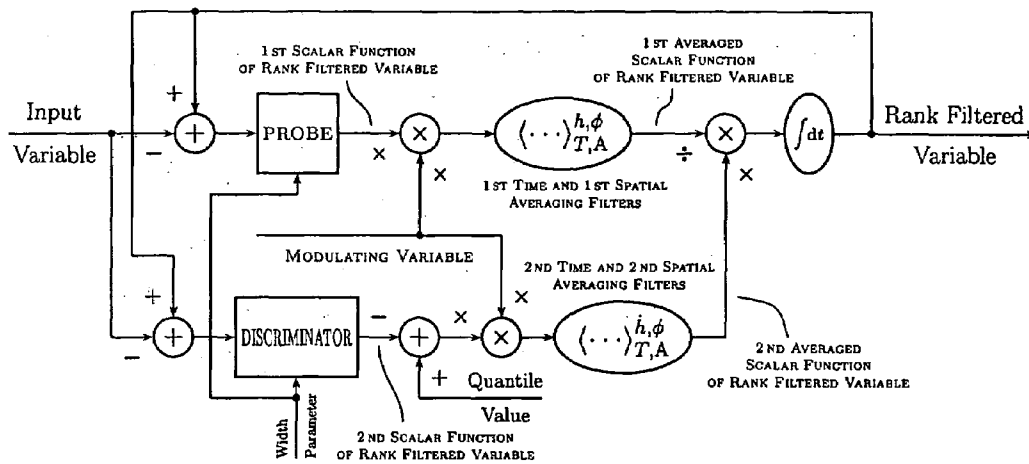 1ST SCALAR FUNCTION
OF RANK FILTERED VARIABLE
1ST AVERAGED
SCALAR FUNCTION
OF RANK FILTERED VARIABLE
Input
Variable
+
−
+
PROBE
×
×
×
⟨· · ·⟩ h,ϕ T,A
÷
×
×
∫dt
Rank Filtered
Variable
1ST TIME AND 1ST SPATIAL
AVERAGING FILTERS
MODULATING VARIABLE
2ND TIME AND 2ND SPATIAL
AVERAGING FILTERS
+
−
+
DISCRIMINATOR
−
+
+
×
×
×
⟨· · ·⟩ ḣ,ϕ T,A
Quantile
Value
2ND AVERAGED
SCALAR FUNCTION
OF RANK FILTERED VARIABLE
Width
Parameter
2ND SCALAR FUNCTION
OF RANK FILTERED VARIABLE